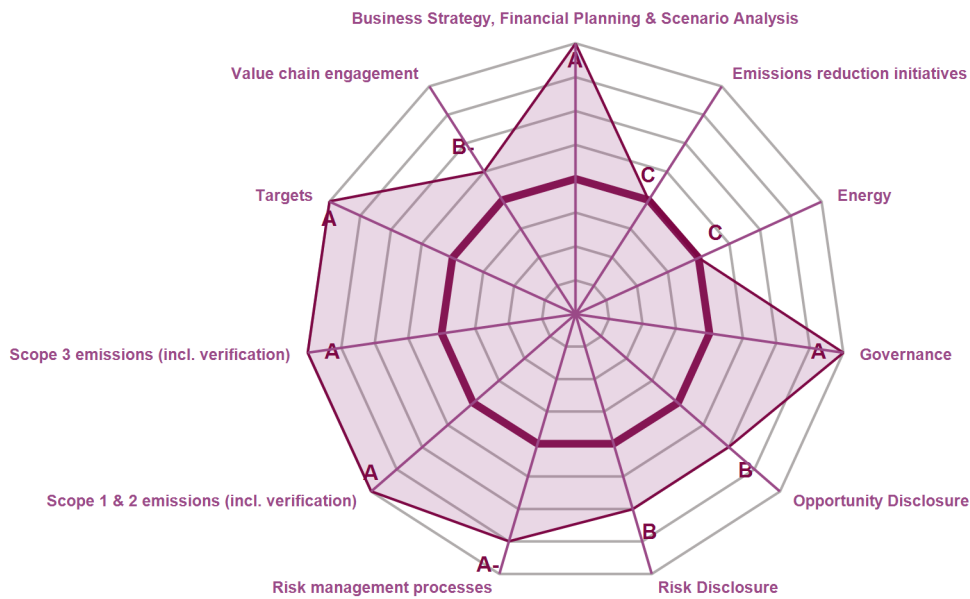 Business Strategy, Financial Planning & Scenario Analysis
A
Value chain engagement
Emissions reduction initiatives
B-
C
Targets
A
Energy
C
Scope 3 emissions (incl. verification)
A
A
Governance
Scope 1 & 2 emissions (incl. verification)
A
B
Opportunity Disclosure
A-
Risk management processes
B
Risk Disclosure